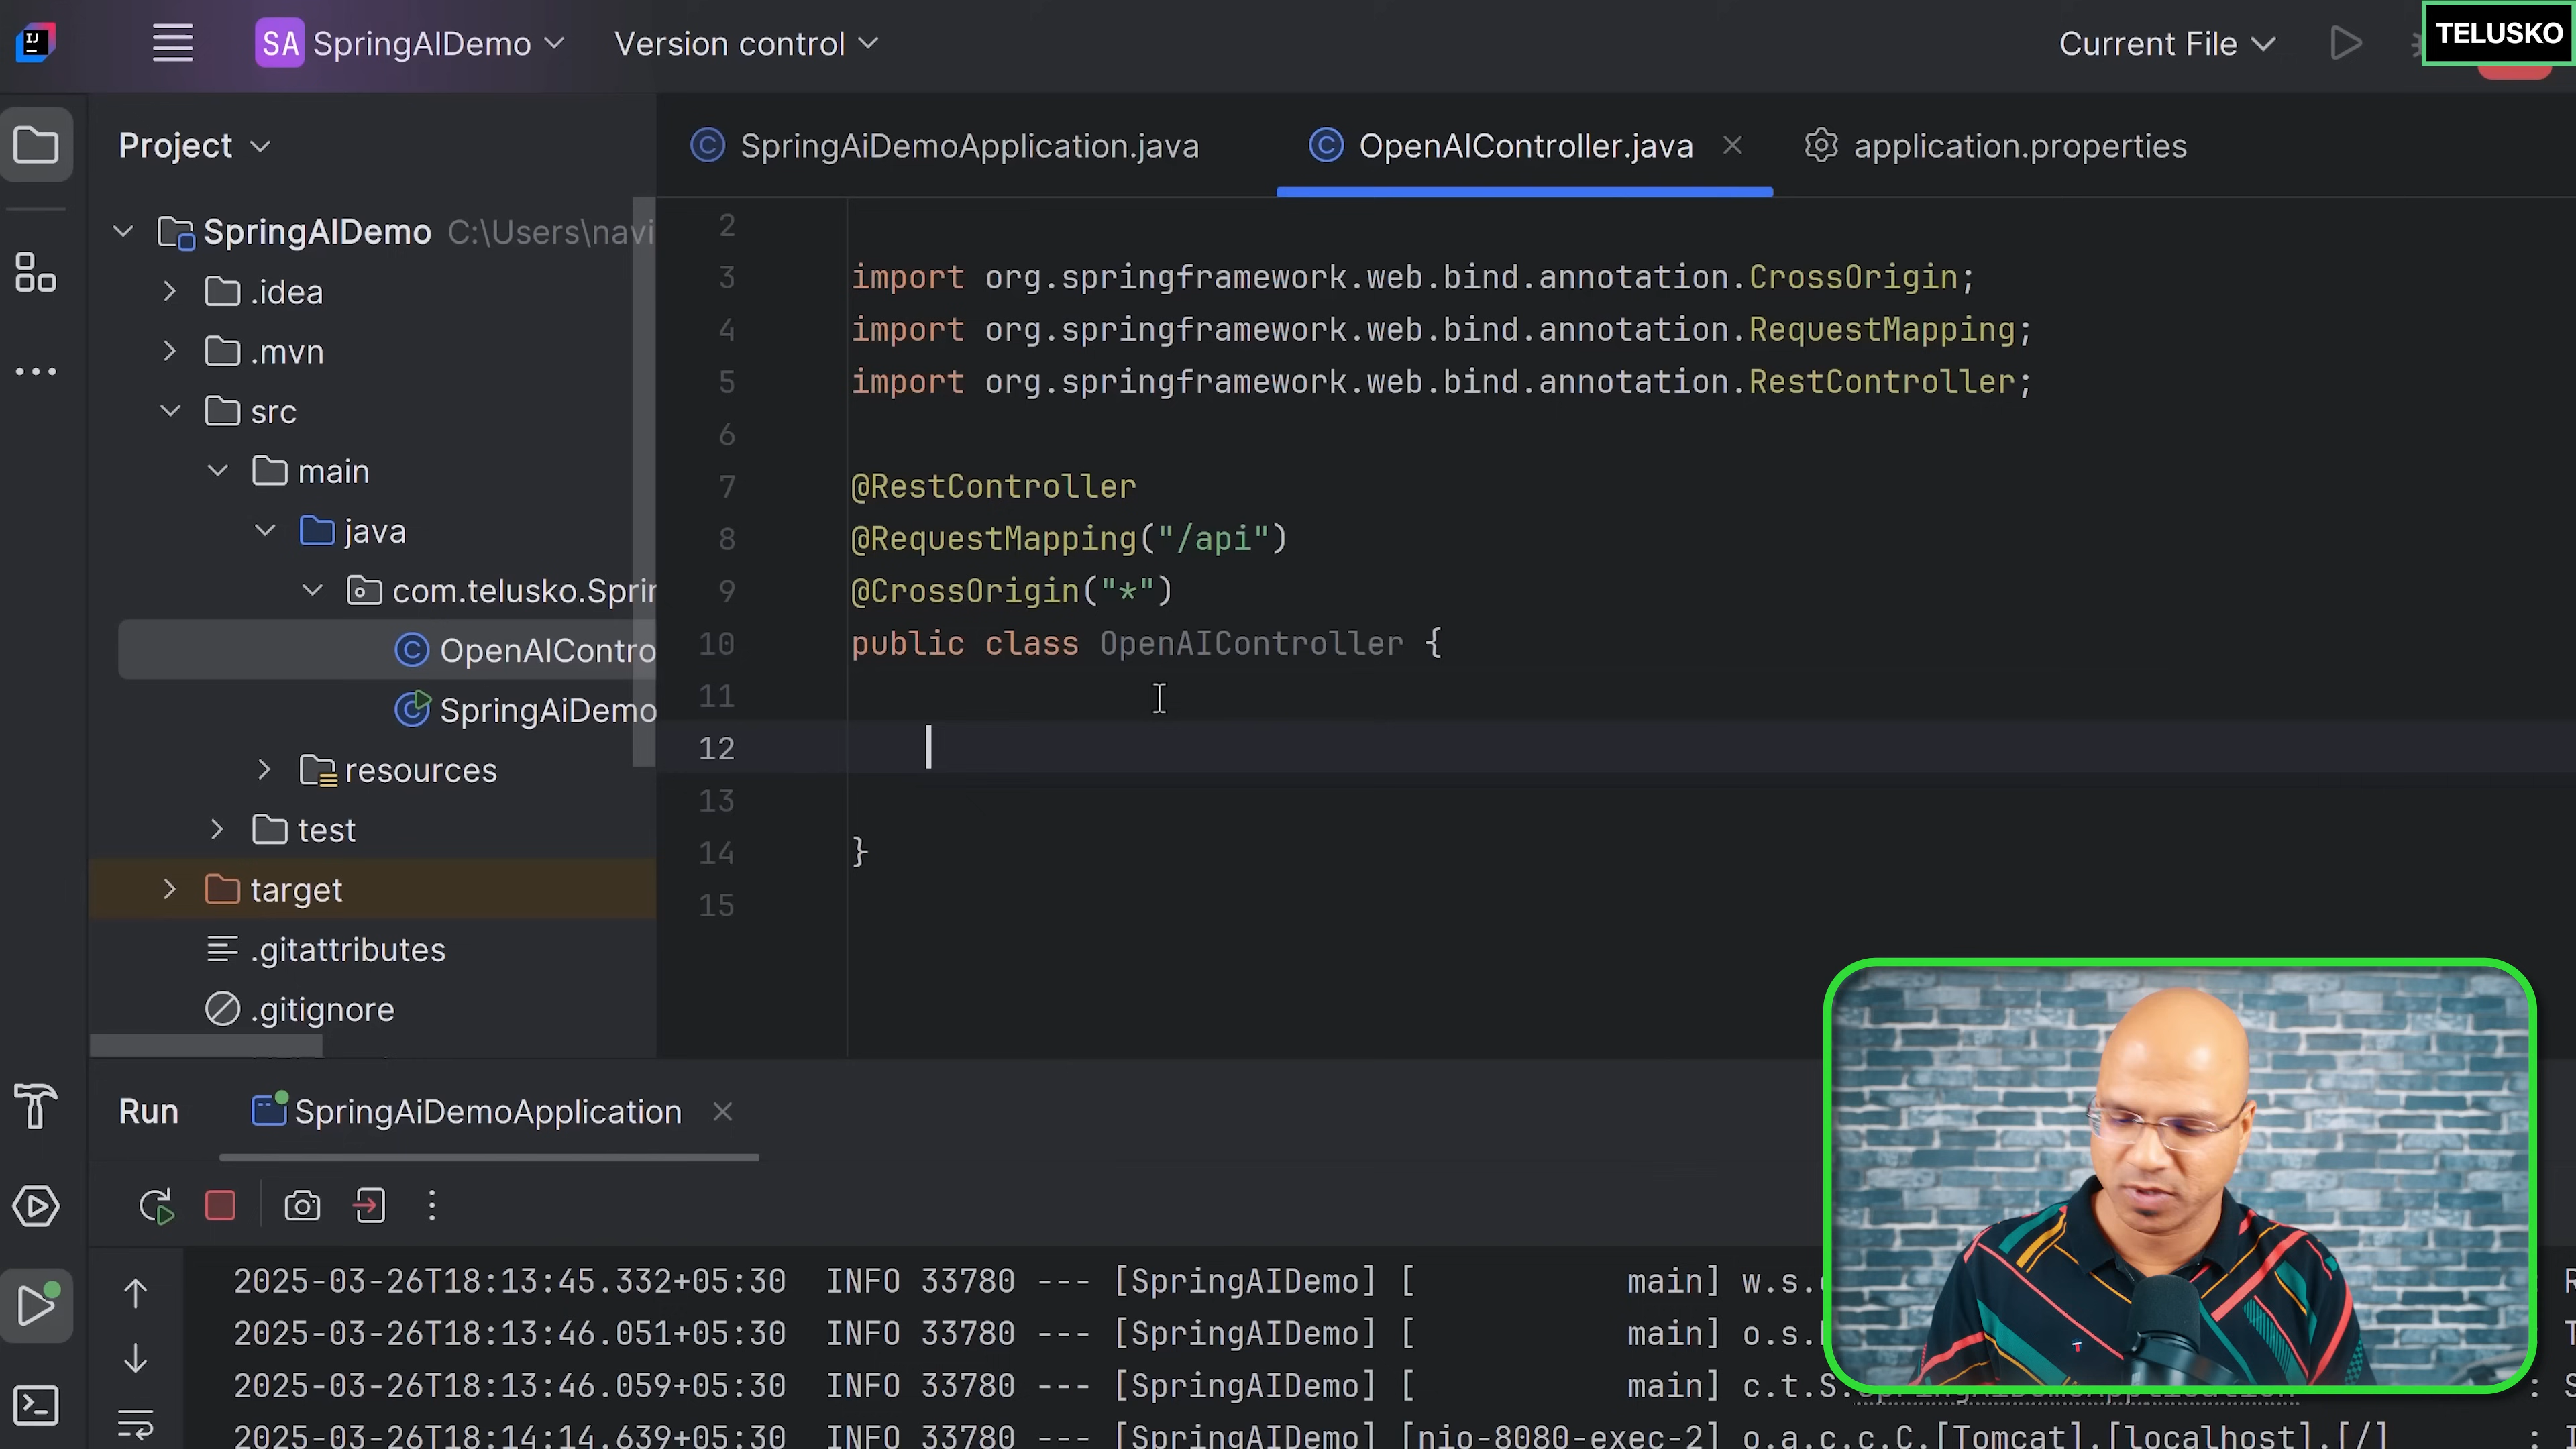 SA SpringAIDemo Version control Current File TELUSKO
Project
SpringAiDemoApplication.java OpenAIController.java application.properties
SpringAIDemo C:\Users\navi
.idea
.mvn
src
main
java
com.telusko.Sprin
OpenAIContro
SpringAiDemo
resources
test
target
.gitattributes
.gitignore
2
3 import org.springframework.web.bind.annotation.CrossOrigin;
4 import org.springframework.web.bind.annotation.RequestMapping;
5 import org.springframework.web.bind.annotation.RestController;
6
7 @RestController
8 @RequestMapping("/api")
9 @CrossOrigin("*")
10 public class OpenAIController {
11
12
13
14 }
15
Run SpringAiDemoApplication
2025-03-26T18:13:45.332+05:30 INFO 33780 --- [SpringAIDemo] [ main] w.s.
2025-03-26T18:13:46.051+05:30 INFO 33780 --- [SpringAIDemo] [ main] o.s. : T
2025-03-26T18:13:46.059+05:30 INFO 33780 --- [SpringAIDemo] [ main] c.t.S.SpringAiDemoApplication : S
2025-03-26T18:14:14.639+05:30 INFO 33780 --- [SpringAIDemo] [nio-8080-exec-2] o.a.c.c.C.[Tomcat].[localhost].[/] :